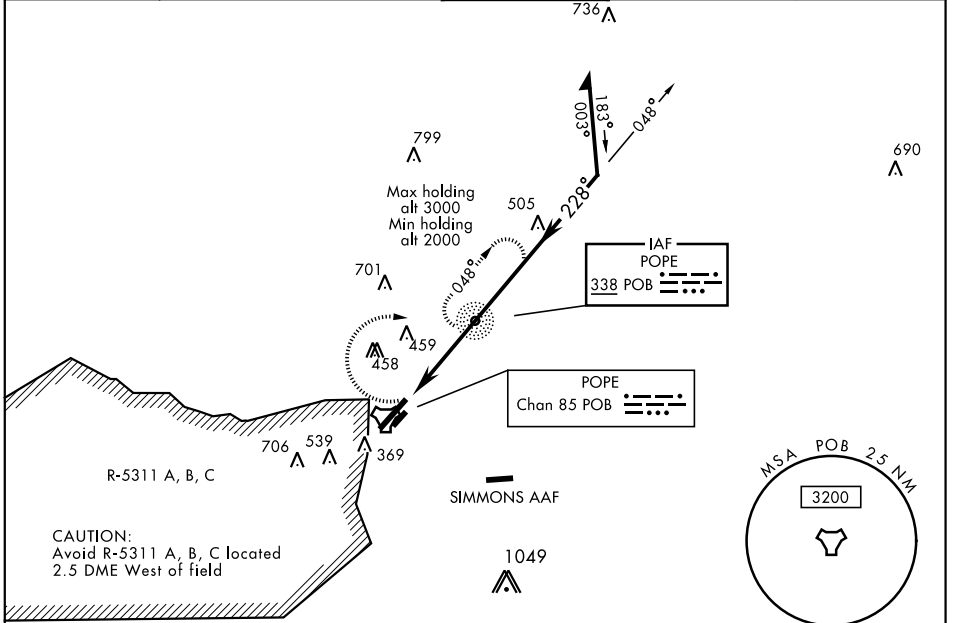 736
183°
003°
048°
799
690
Max holding
alt 3000
Min holding
alt 2000
505
228°
IAF
POPE
338 POB
048°
701
459
458
POPE
Chan 85 POB
706
539
369
R-5311 A, B, C
SIMMONS AAF
MSA POB 25 NM
3200
CAUTION:
Avoid R-5311 A, B, C located
2.5 DME West of field
1049